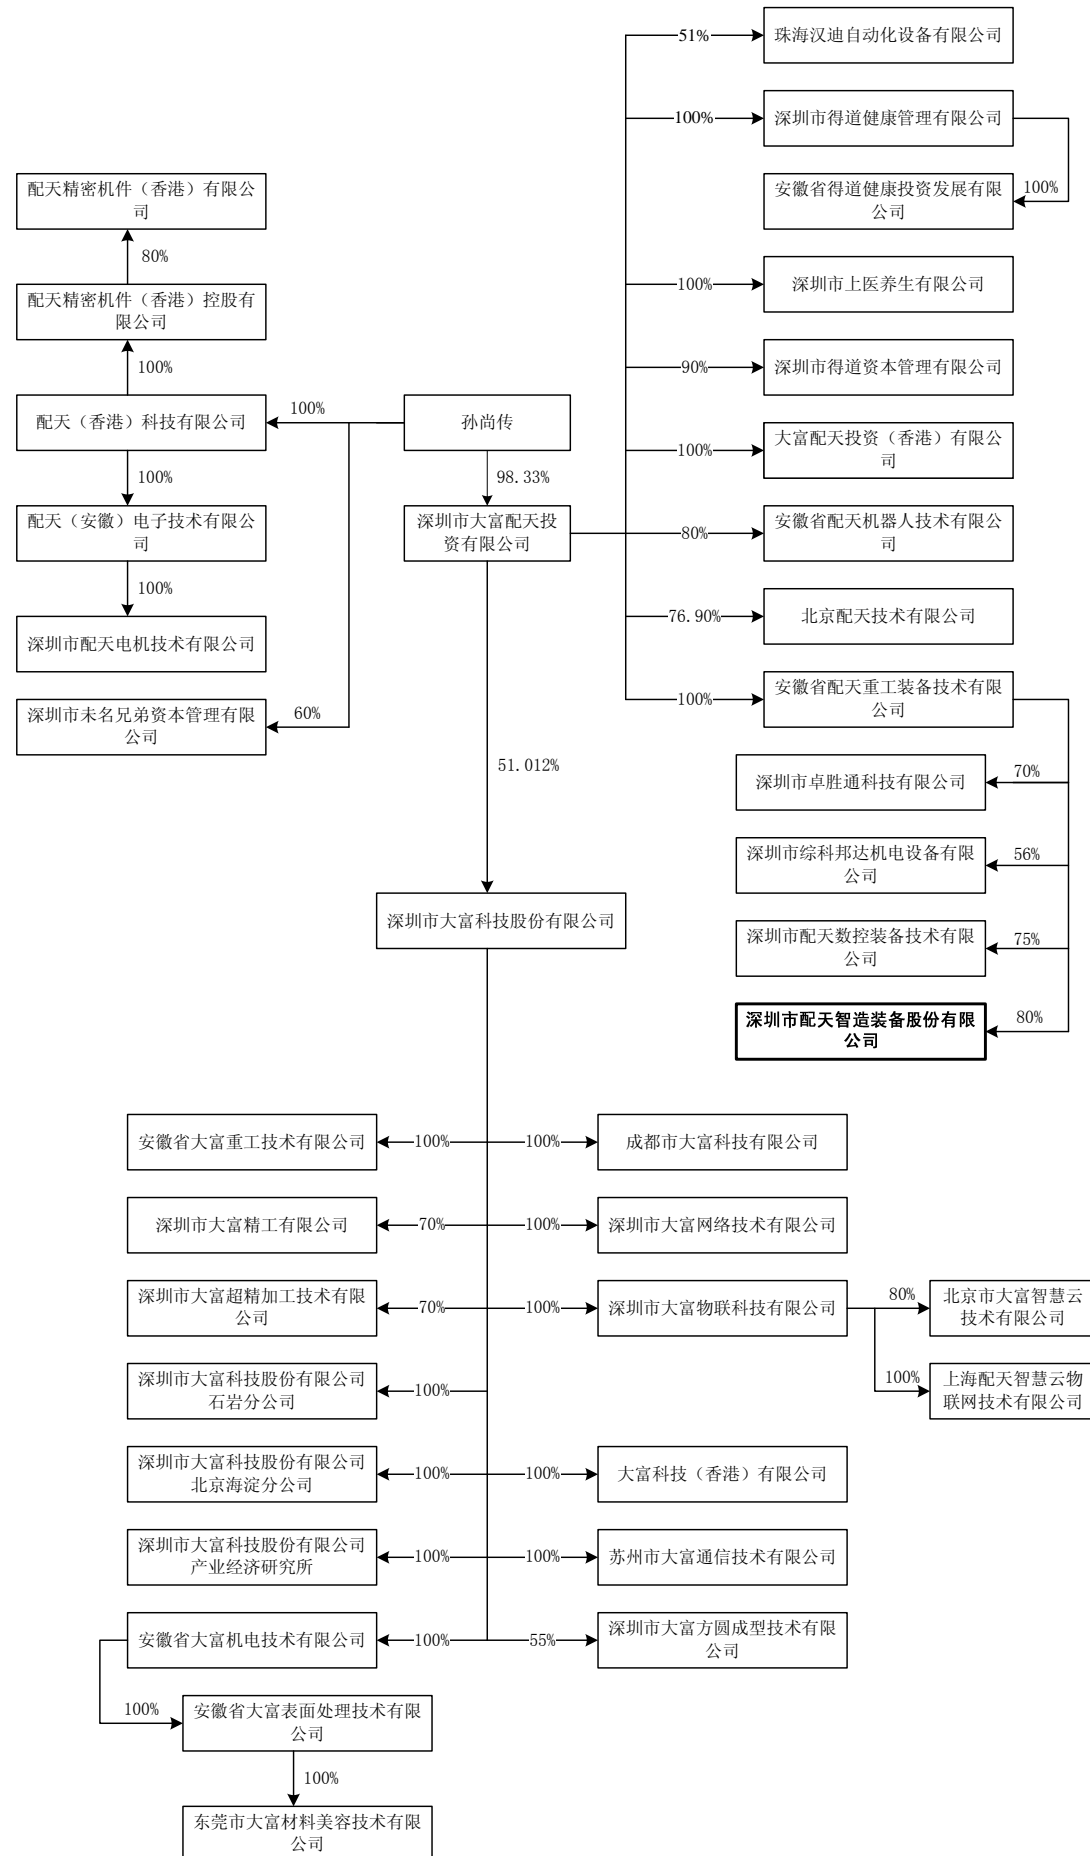 51%
珠海汉迪自动化设备有限公司
100%
深圳市得道健康管理有限公司
安徽省得道健康投资发展有限
公司
100%
配天精密机件（香港）有限公
司
80%
配天精密机件（香港）控股有
限公司
100%
深圳市上医养生有限公司
100%
90%
深圳市得道资本管理有限公司
配天（香港）科技有限公司
100%
孙尚传
100%
大富配天投资（香港）有限公
司
100%
98.33%
配天（安徽）电子技术有限公
司
深圳市大富配天投
资有限公司
80%
安徽省配天机器人技术有限公
司
100%
深圳市配天电机技术有限公司
76.90%
北京配天技术有限公司
深圳市未名兄弟资本管理有限
公司
60%
100%
安徽省配天重工装备技术有限
公司
51.012%
深圳市卓胜通科技有限公司
70%
深圳市综科邦达机电设备有限
公司
56%
深圳市大富科技股份有限公司
深圳市配天数控装备技术有限
公司
75%
深圳市配天智造装备股份有限
公司
80%
安徽省大富重工技术有限公司
100%
100%
成都市大富科技有限公司
深圳市大富精工有限公司
70%
100%
深圳市大富网络技术有限公司
深圳市大富超精加工技术有限
公司
70%
100%
深圳市大富物联科技有限公司
80%
北京市大富智慧云
技术有限公司
深圳市大富科技股份有限公司
石岩分公司
100%
100%
上海配天智慧云物
联网技术有限公司
深圳市大富科技股份有限公司
北京海淀分公司
100%
100%
大富科技（香港）有限公司
深圳市大富科技股份有限公司
产业经济研究所
100%
100%
苏州市大富通信技术有限公司
安徽省大富机电技术有限公司
100%
55%
深圳市大富方圆成型技术有限
公司
100%
安徽省大富表面处理技术有限
公司
100%
东莞市大富材料美容技术有限
公司